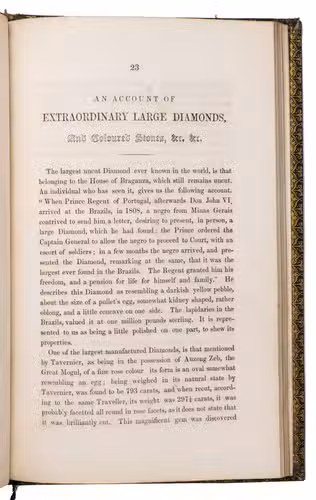 23
AN ACCOUNT OF
EXTRAORDINARY LARGE DIAMONDS,
And Coloured Stones, &c. &c.
The largest uncut Diamond ever known in the world, is that
belonging to the House of Braganza, which still remains uncut.
An individual who has seen it, gives us the following account.
" When Prince Regent of Portugal, afterwards Don John VI,
arrived at the Brazils, in 1808, a negro from Minas Gerais
contrived to send him a letter, desiring to present, in person, a
large Diamond, which he had found: the Prince ordered the
Captain General to allow the negro to proceed to Court, with an
escort of soldiers; in a few months the negro arrived, and pre-
sented the Diamond, remarking at the same, that it was the
largest ever found in the Brazils. The Regent granted him his
freedom, and a pension for life for himself and family." He
describes this Diamond as resembling a darkish yellow pebble,
about the size of a pullet's egg, somewhat kidney shaped, rather
oblong, and a little concave on one side. The lapidaries in the
Brazils, valued it at one million pounds sterling. It is repre-
sented to us as being a little polished on one part, to shew its
properties.
One of the largest manufactured Diamonds, is that mentioned
by Tavernier, as being in the possession of Aurung Zeb, the
Great Mogul, of a fine rose colour its form is an oval somewhat
resembling an egg; being weighed in its natural state by
Tavernier, was found to be 793 carats, and when recut, accord-
ing to the same Traveller, its weight was 297½ carats, it was
probab'y facetted all round in rose facets, as it does not state that
it was brilliantly cut. This magnificent gem was discovered